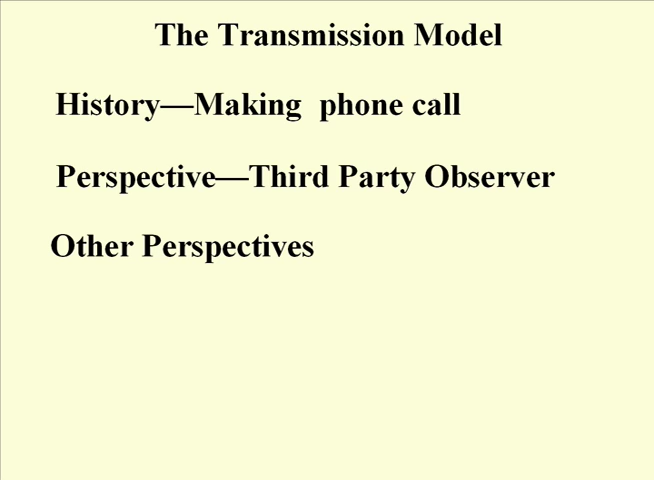 The Transmission Model
History—Making  phone call
Perspective—Third Party Observer
Other Perspectives